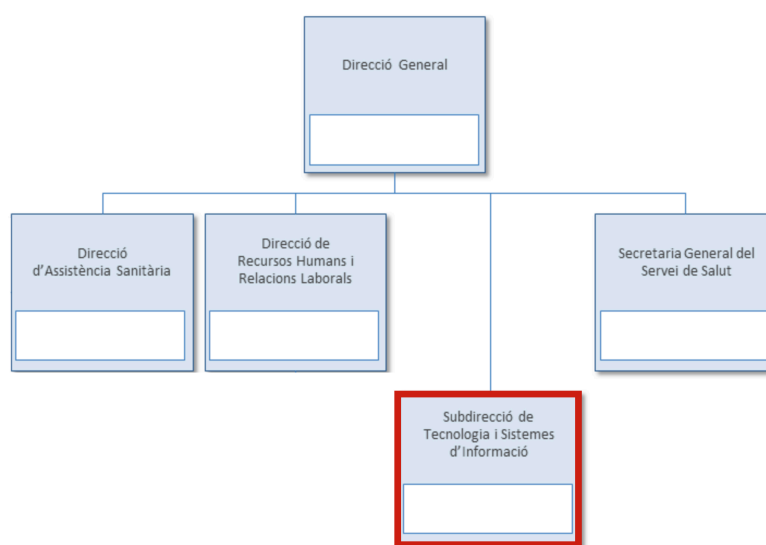 Direcció General
Direcció
d'Assistència Sanitària
Direcció de
Recursos Humans i
Relacions Laborals
Secretaria General del
Servei de Salut
Subdirecció de
Tecnologia i Sistemes
d'Informació